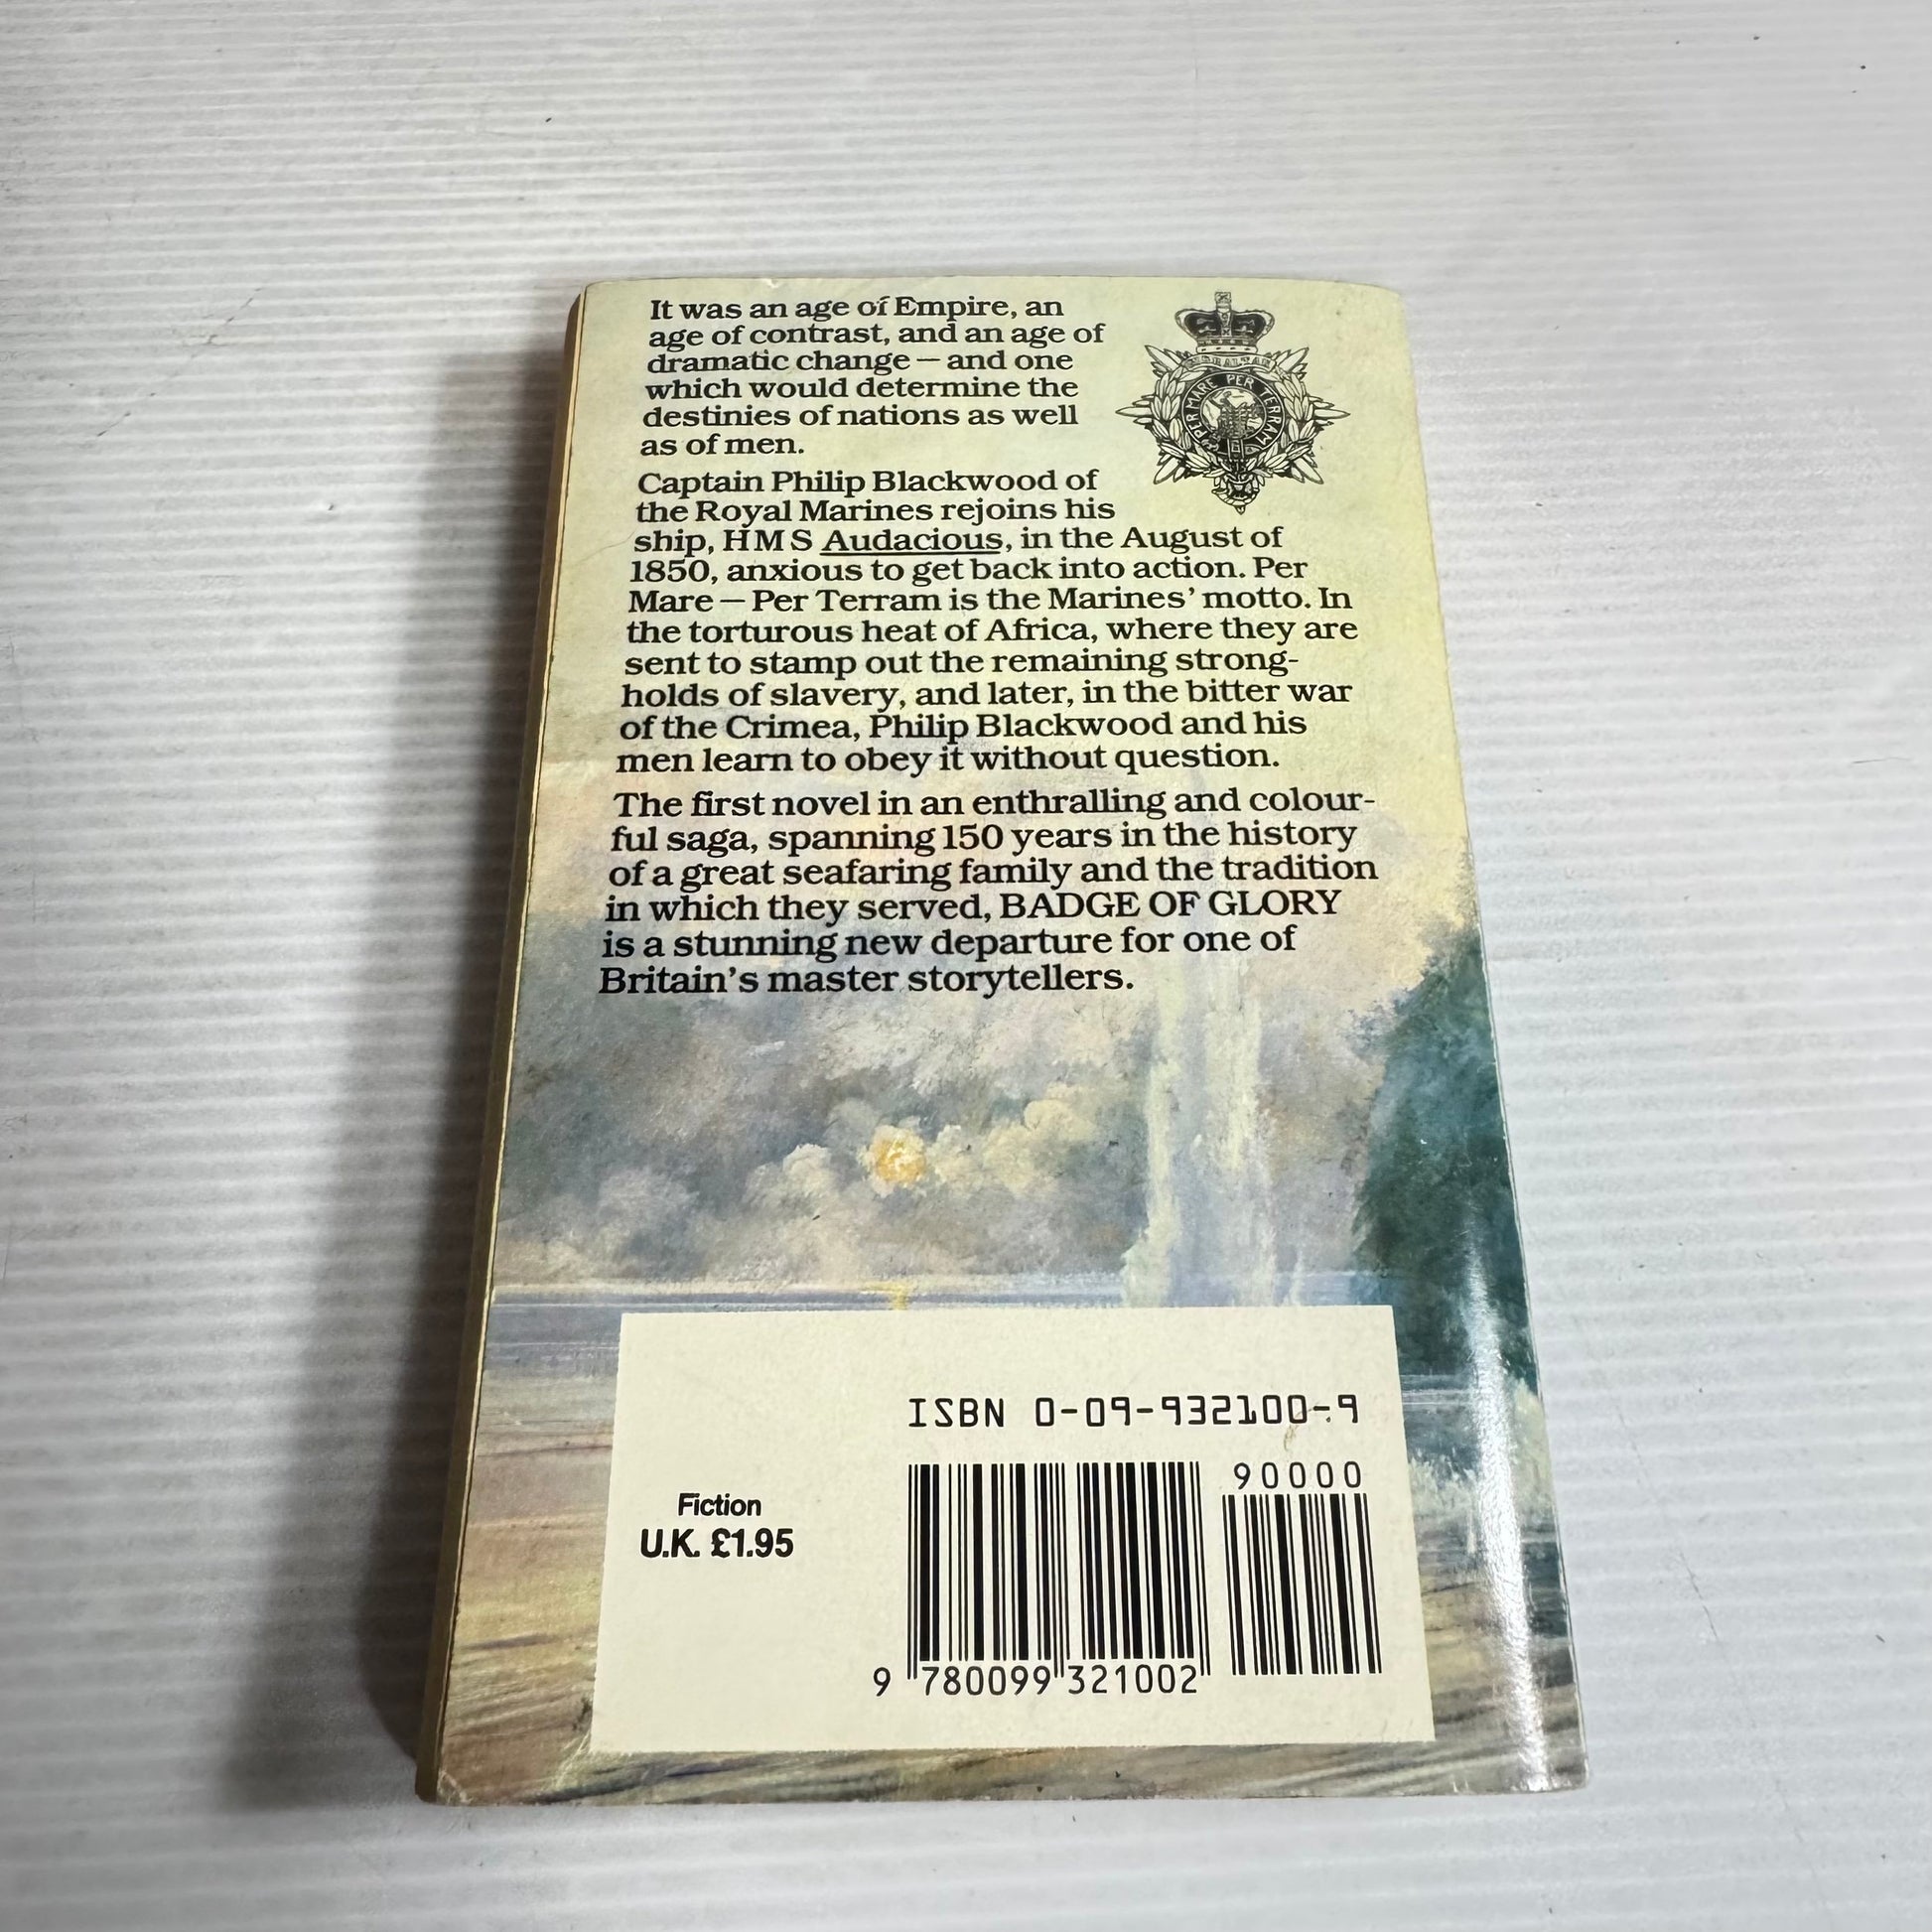 It was an age of Empire, an
age of contrast, and an age of
dramatic change — and one
which would determine the
destinies of nations as well
as of men.
GIBRALTAR
PER MARE PER TERRAM
Captain Philip Blackwood of
the Royal Marines rejoins his
ship, HMS Audacious, in the August of
1850, anxious to get back into action. Per
Mare — Per Terram is the Marines' motto. In
the torturous heat of Africa, where they are
sent to stamp out the remaining strong-
holds of slavery, and later, in the bitter war
of the Crimea, Philip Blackwood and his
men learn to obey it without question.
The first novel in an enthralling and colour-
ful saga, spanning 150 years in the history
of a great seafaring family and the tradition
in which they served, BADGE OF GLORY
is a stunning new departure for one of
Britain's master storytellers.
ISBN 0-09-932100-9
90000
Fiction
U.K. £1.95
9 780099 321002